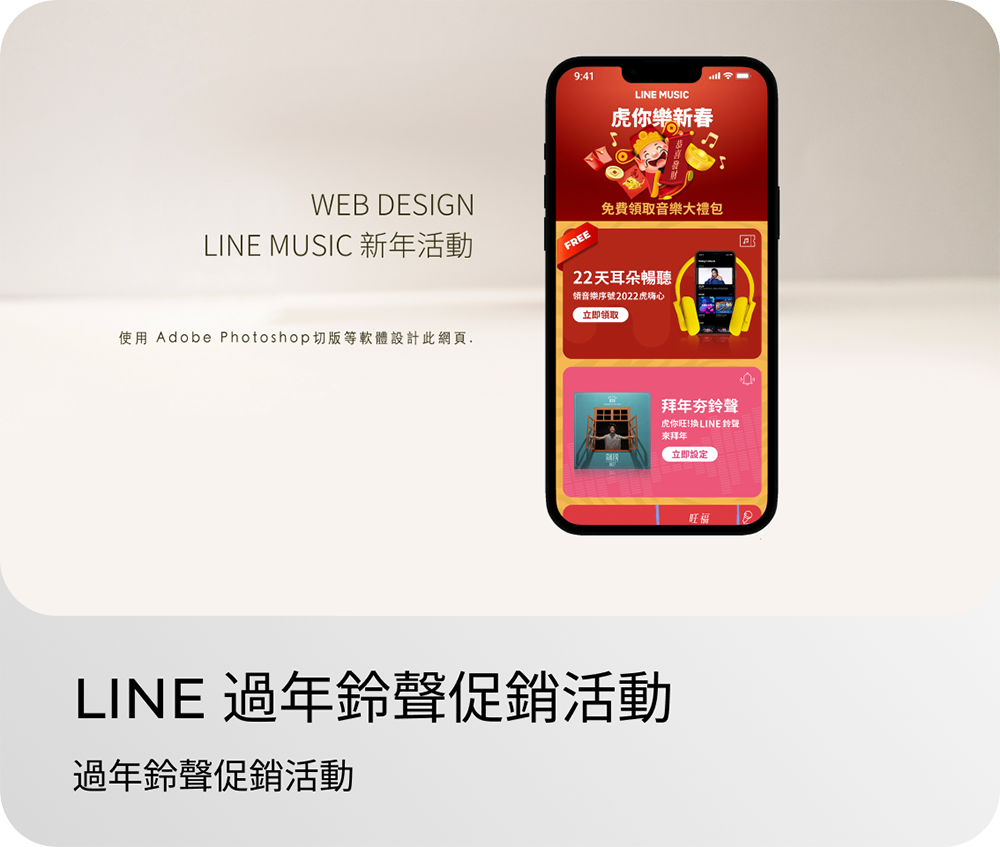 WEB DESIGN
LINE MUSIC 新年活動
使用 Adobe Photoshop切版等軟體設計此網頁.
9:41
LINE MUSIC
虎你樂新春
恭喜發財
免費領取音樂大禮包
FREE
22天耳朵暢聽
領音樂序號2022虎嗨心
立即領取
拜年夯鈴聲
虎你旺!換LINE鈴聲
來拜年
立即設定
旺福
LINE 過年鈴聲促銷活動
過年鈴聲促銷活動